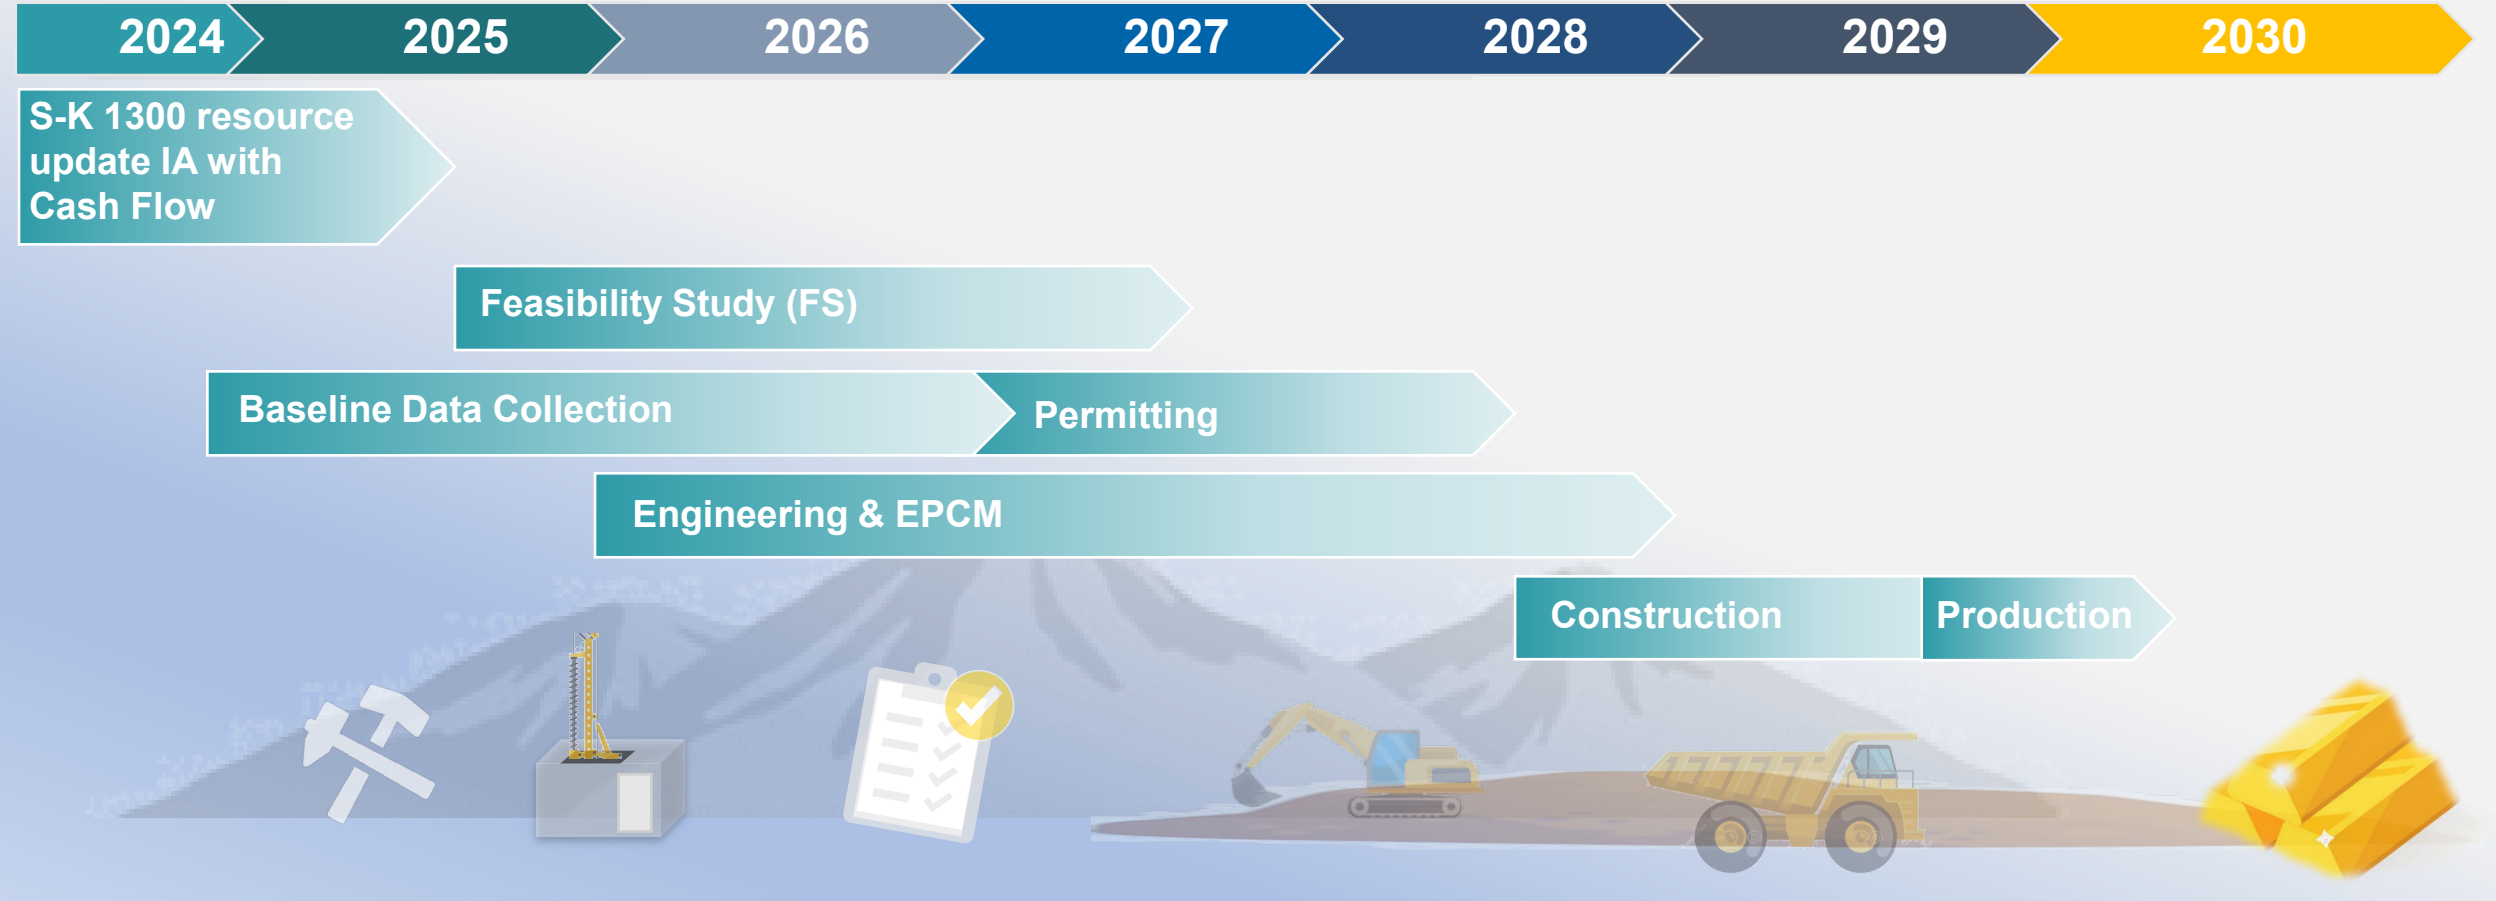 2024 2025 2026 2027 2028 2029 2030
S-K 1300 resource
update IA with
Cash Flow
Feasibility Study (FS)
Baseline Data Collection
Permitting
Engineering & EPCM
Construction
Production